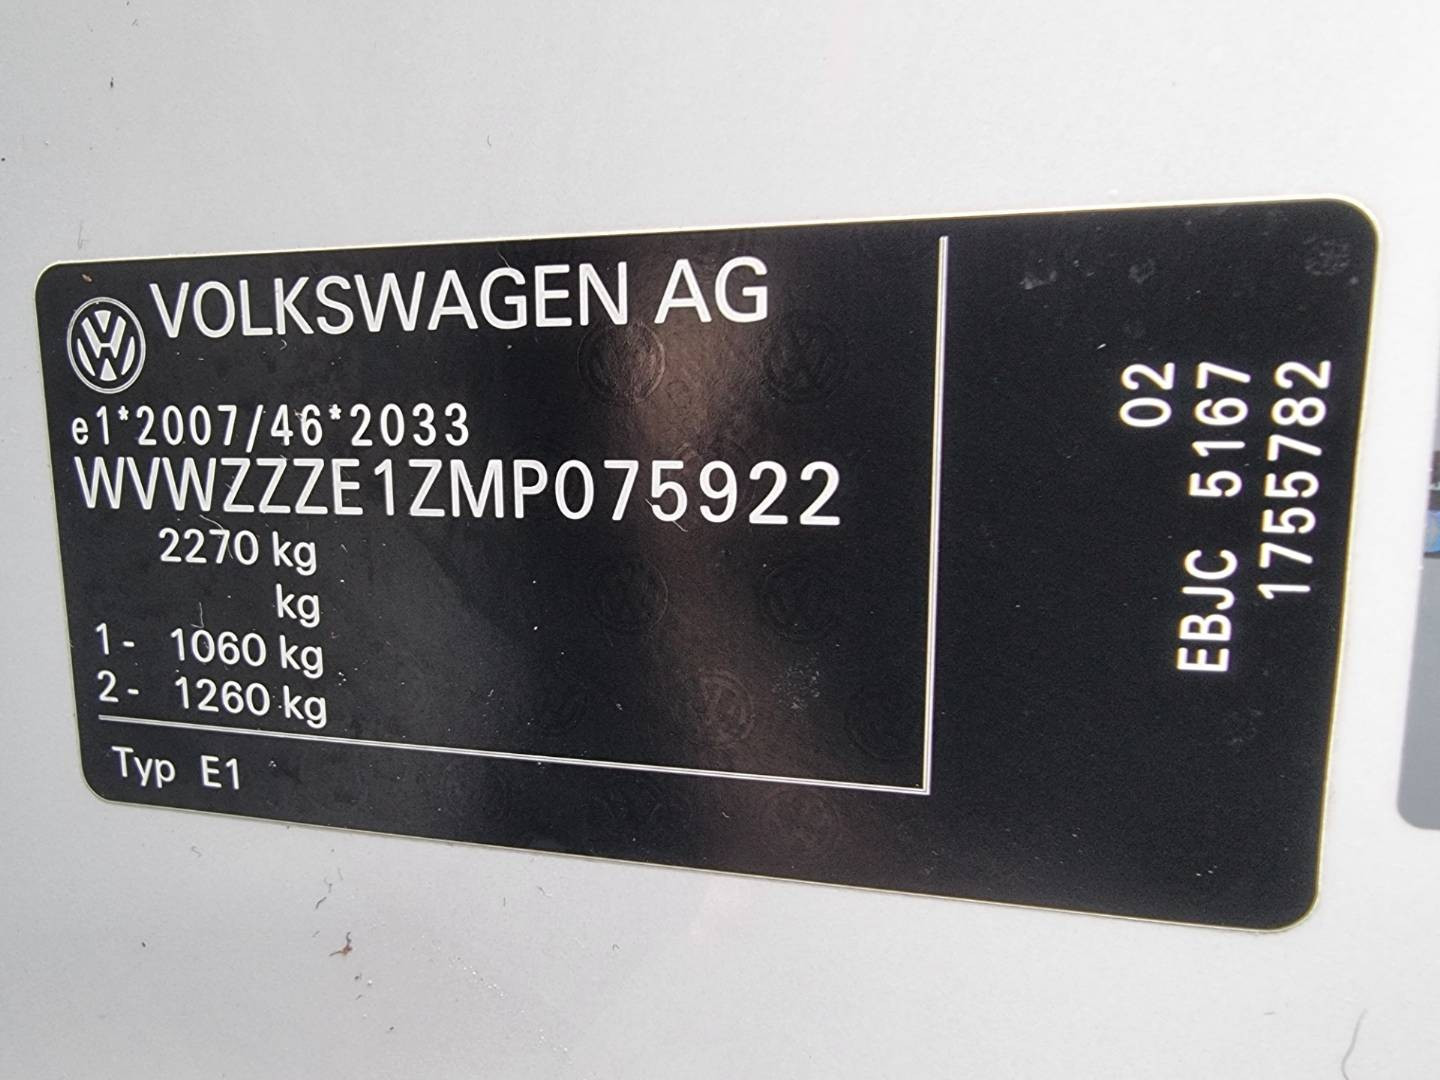 VOLKSWAGEN AG
e1*2007/46*2033
WVWZZZE1ZMP075922
2270 kg
kg
1- 1060 kg
2- 1260 kg
Typ E1
02
EBJC 5167
1755782